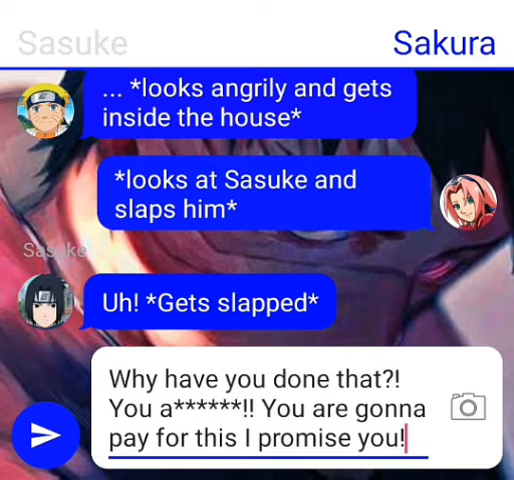 Sasuke
Sakura
... *looks angrily and gets
inside the house*
*looks at Sasuke and
slaps him*
Sasuke
Uh! *Gets slapped*
Why have you done that?!
You a******!! You are gonna
pay for this I promise you!